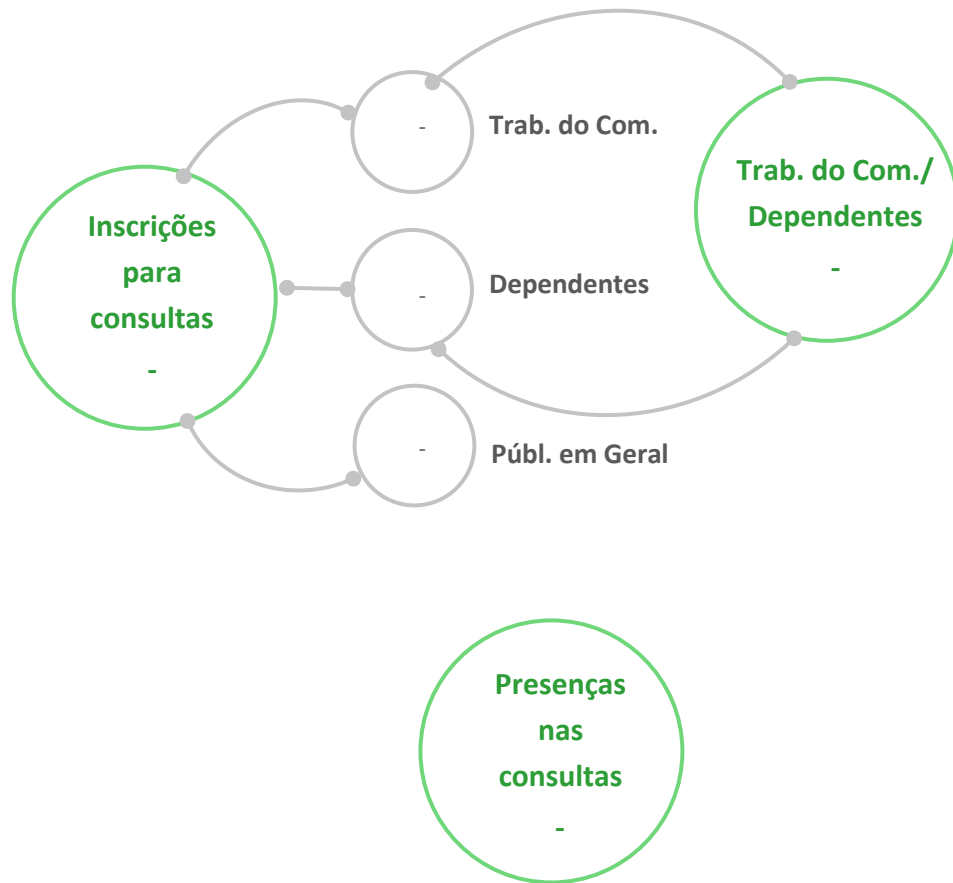 Inscrições
para
consultas
-
-
Trab. do Com.
-
Dependentes
-
Públ. em Geral
Trab. do Com./
Dependentes
-
Presenças
nas
consultas
-